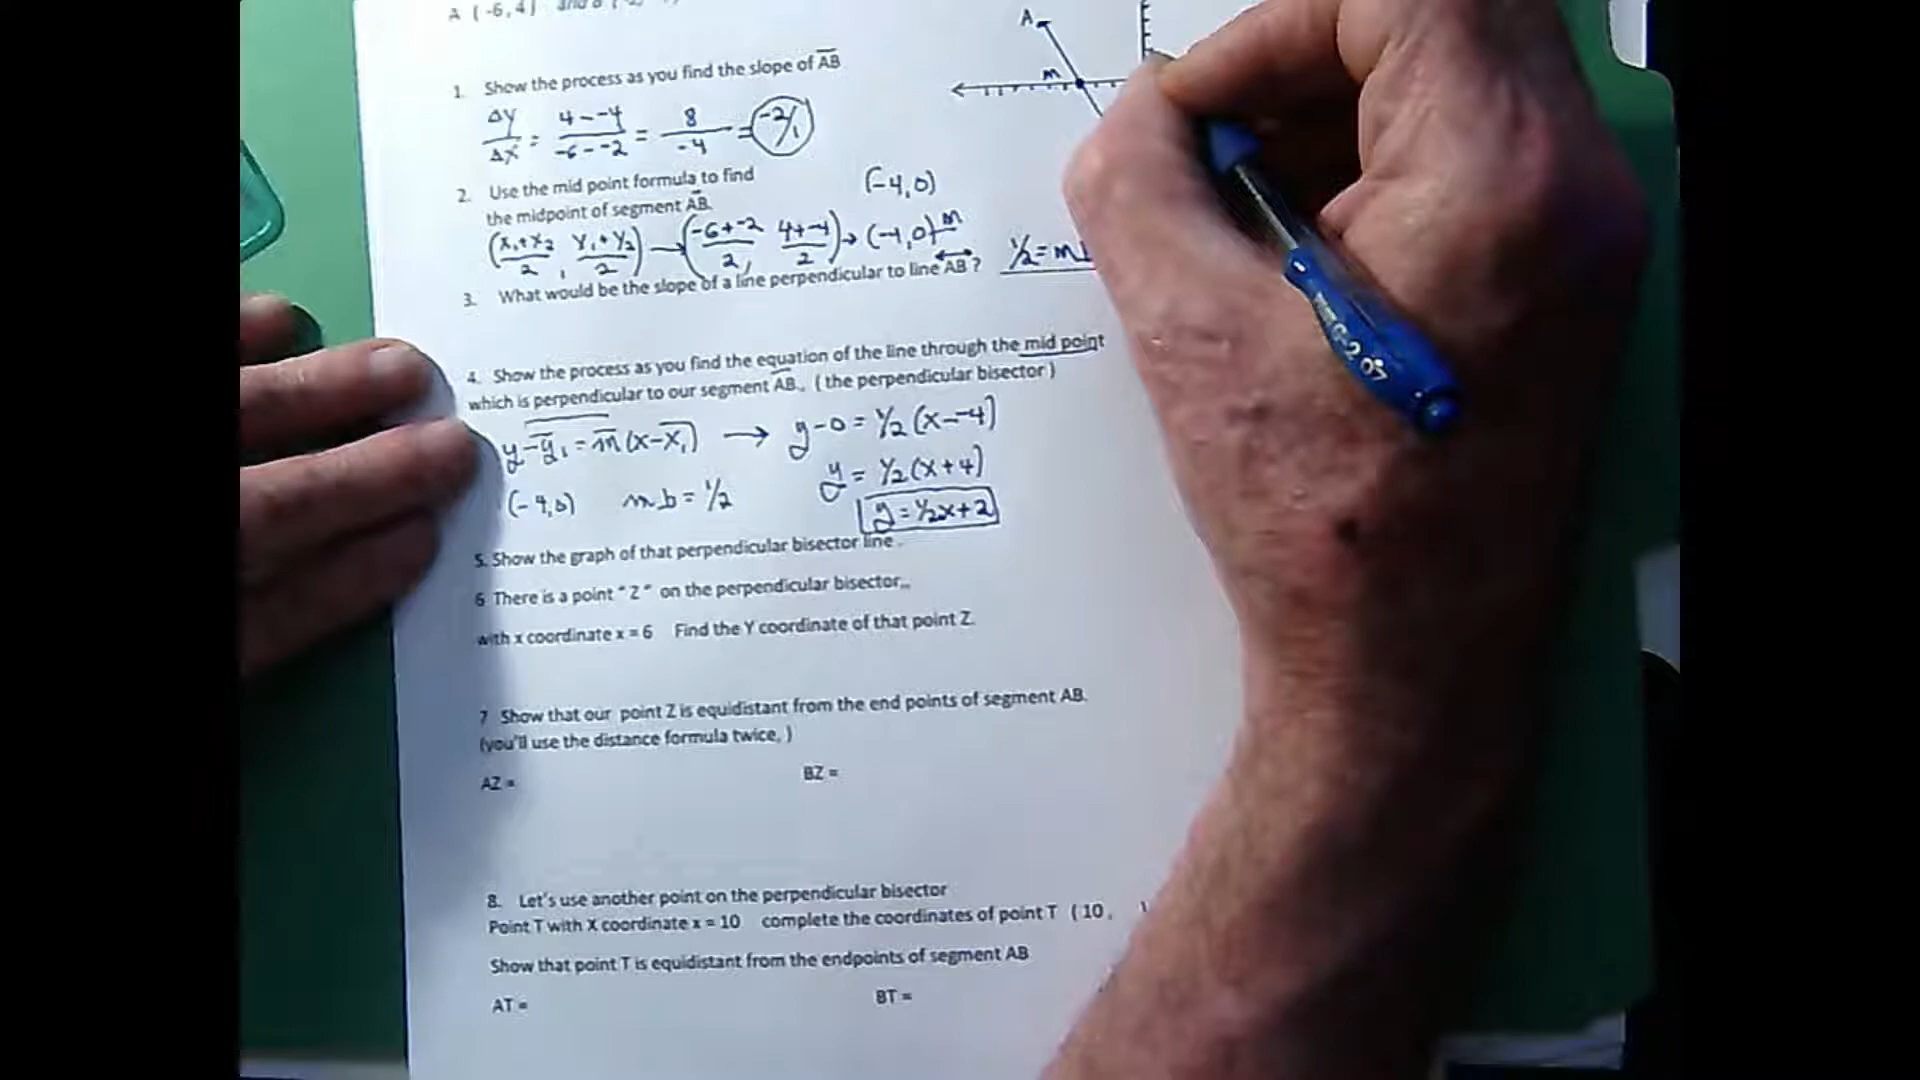 A (-6,4) and B (-2,
A
M
1. Show the process as you find the slope of AB
Δy/Δx = 4--4/-6--2 = 8/-4 = -2/1
2. Use the mid point formula to find
(-4,0)
the midpoint of segment AB.
(x₁+x₂/2, y₁+y₂/2) → (-6+-2/2, 4+-4/2) → (-4,0) M
3. What would be the slope of a line perpendicular to line AB ? 1/2 = m⊥
4. Show the process as you find the equation of the line through the mid point
which is perpendicular to our segment AB.. ( the perpendicular bisector )
y-y₁=m(x-x₁) → y-0=1/2(x--4)
y=1/2(x+4)
(-4,0) m b=1/2
y=1/2x+2
5. Show the graph of that perpendicular bisector line .
6 There is a point "Z" on the perpendicular bisector..
with x coordinate x = 6 Find the Y coordinate of that point Z.
7 Show that our point Z is equidistant from the end points of segment AB.
(you'll use the distance formula twice, )
AZ = BZ =
8. Let's use another point on the perpendicular bisector
Point T with X coordinate x = 10 complete the coordinates of point T ( 10 , )
Show that point T is equidistant from the endpoints of segment AB
AT = BT =
G-2 07